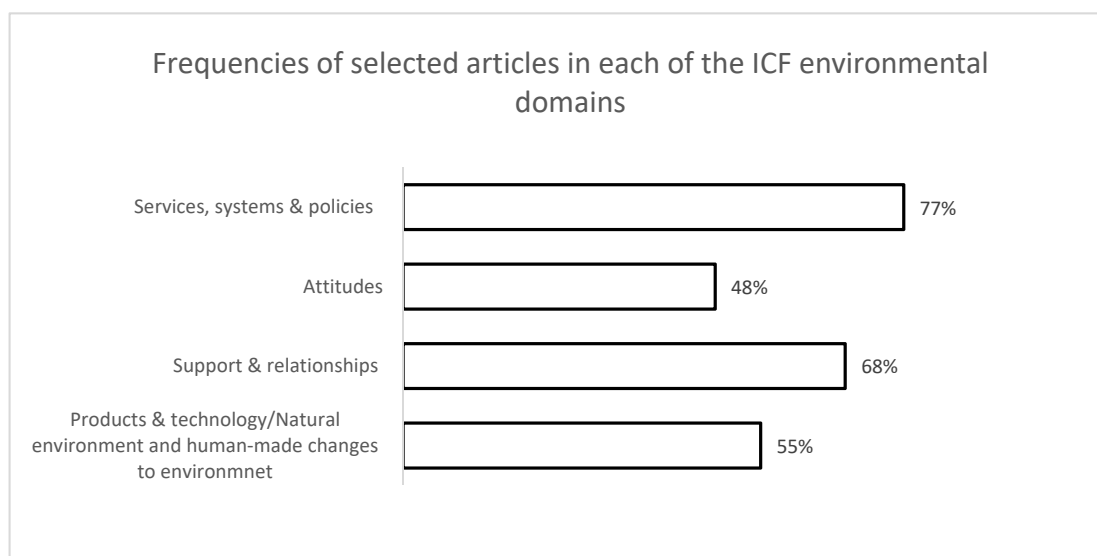 Frequencies of selected articles in each of the ICF environmental
domains
Services, systems & policies
77%
Attitudes
48%
Support & relationships
68%
Products & technology/Natural
environment and human-made changes
to environmnet
55%